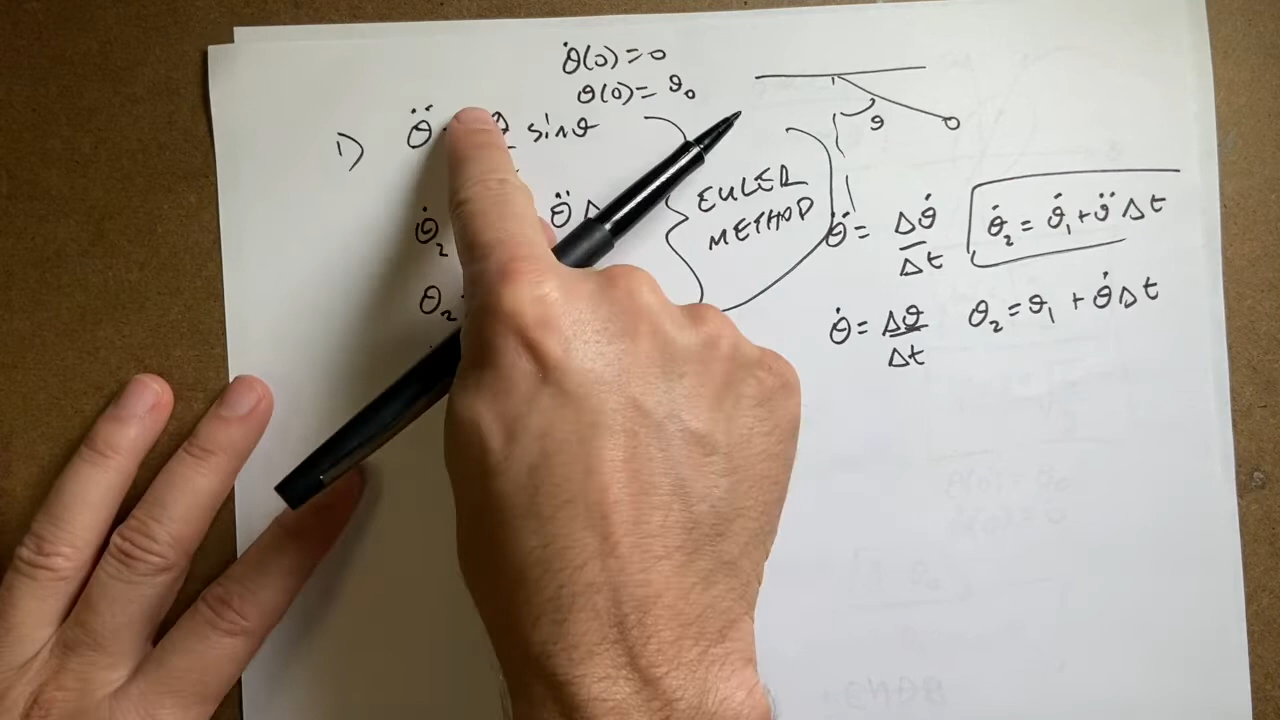 θ̇(0)=0
θ(0)=θ₀
1) θ̈ sinθ
θ̇₂ θ̈ Δ
θ₂
EULER
METHOD
θ
θ̈ = Δθ̇/Δt
θ̇₂ = θ̇₁ + θ̈ Δt
θ̇ = Δθ/Δt
θ₂ = θ₁ + θ̇ Δt